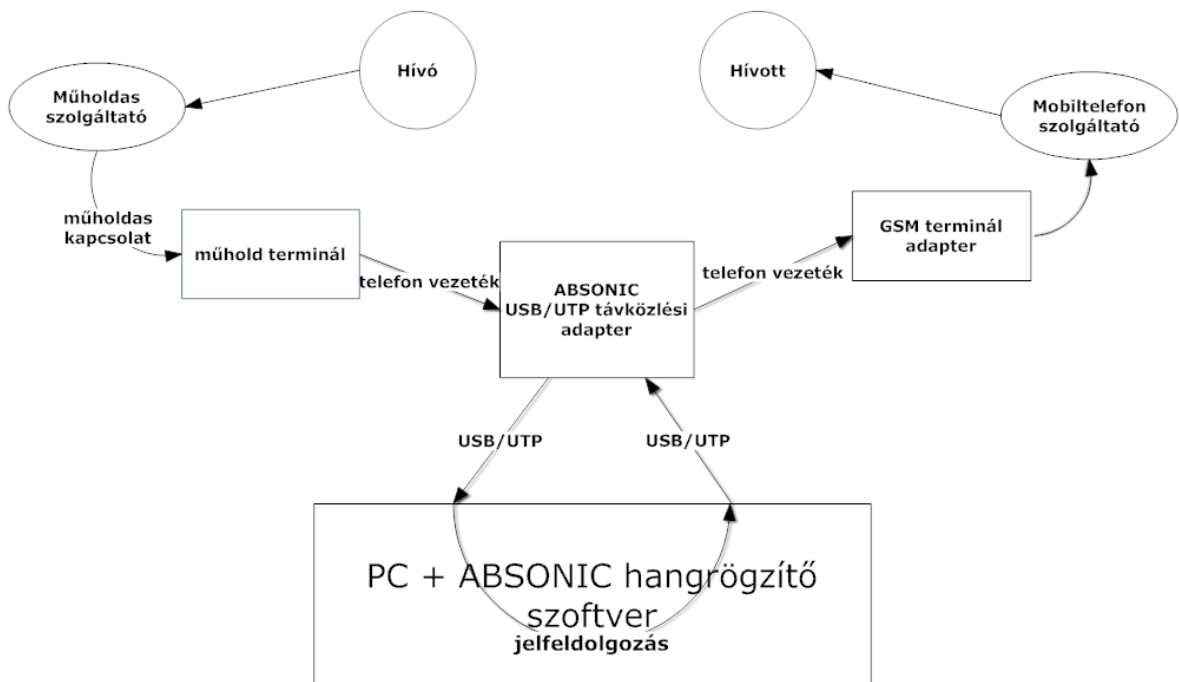 Hívó
Hívott
Műholdas
szolgáltató
Mobiltelefon
szolgáltató
műholdas
kapcsolat
műhold terminál
telefon vezeték
ABSONIC
USB/UTP távközlési
adapter
telefon vezeték
GSM terminál
adapter
USB/UTP
USB/UTP
PC + ABSONIC hangrögzítő
szoftver
jelfeldolgozás